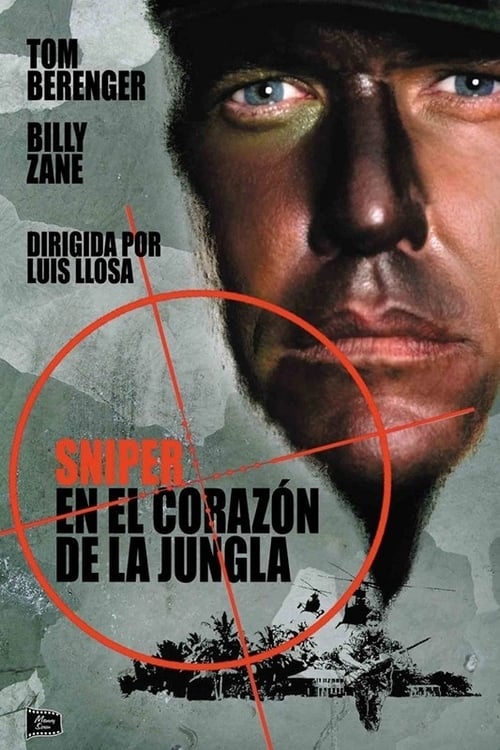 TOM
BERENGER
BILLY
ZANE
DIRIGIDA POR
LUIS LLOSA
SNIPER
EN EL CORAZÓN
DE LA JUNGLA